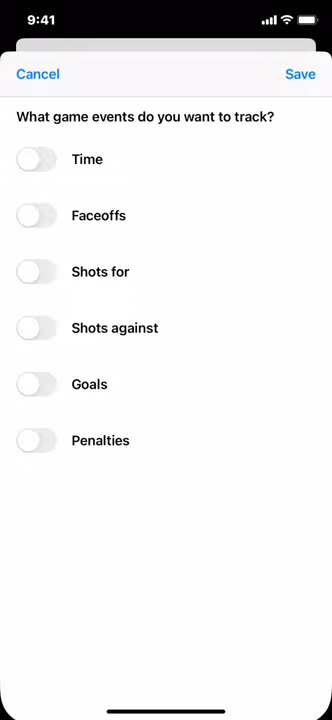 9:41
Cancel
Save
What game events do you want to track?
Time
Faceoffs
Shots for
Shots against
Goals
Penalties